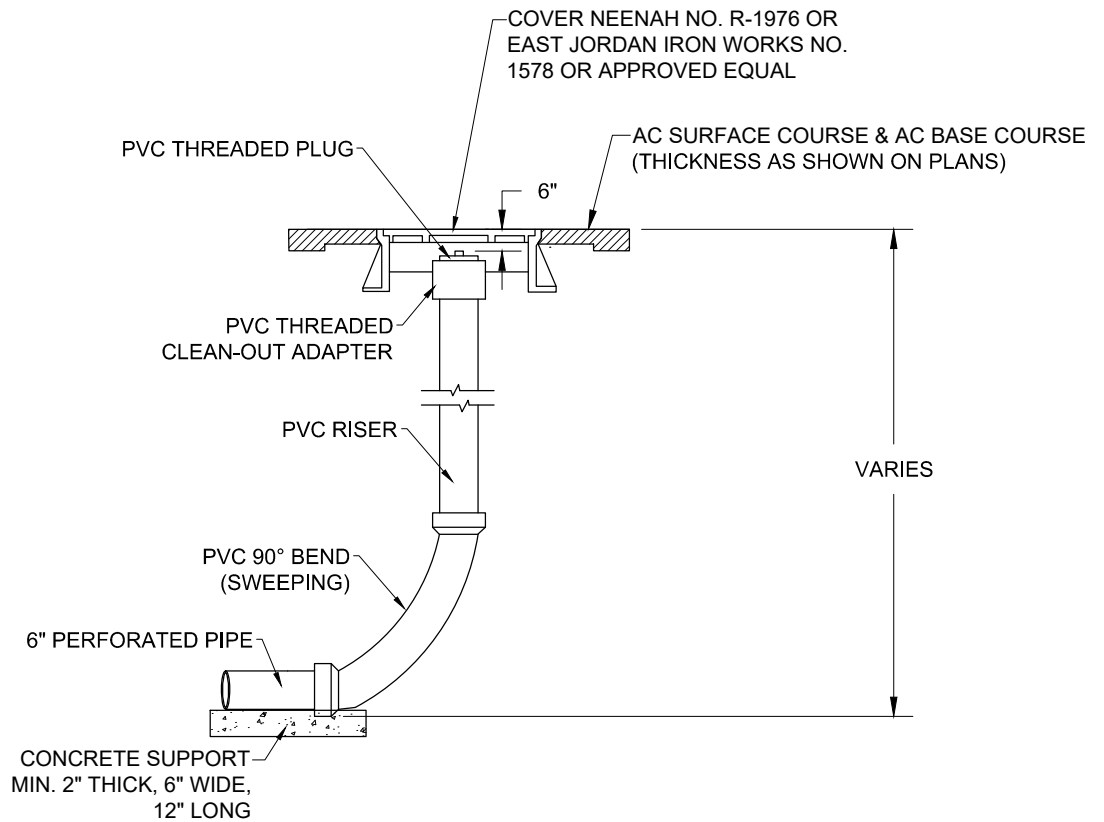 COVER NEENAH NO. R-1976 OR
EAST JORDAN IRON WORKS NO.
1578 OR APPROVED EQUAL
AC SURFACE COURSE & AC BASE COURSE
(THICKNESS AS SHOWN ON PLANS)
PVC THREADED PLUG
6"
PVC THREADED
CLEAN-OUT ADAPTER
PVC RISER
VARIES
PVC 90° BEND
(SWEEPING)
6" PERFORATED PIPE
CONCRETE SUPPORT
MIN. 2" THICK, 6" WIDE,
12" LONG